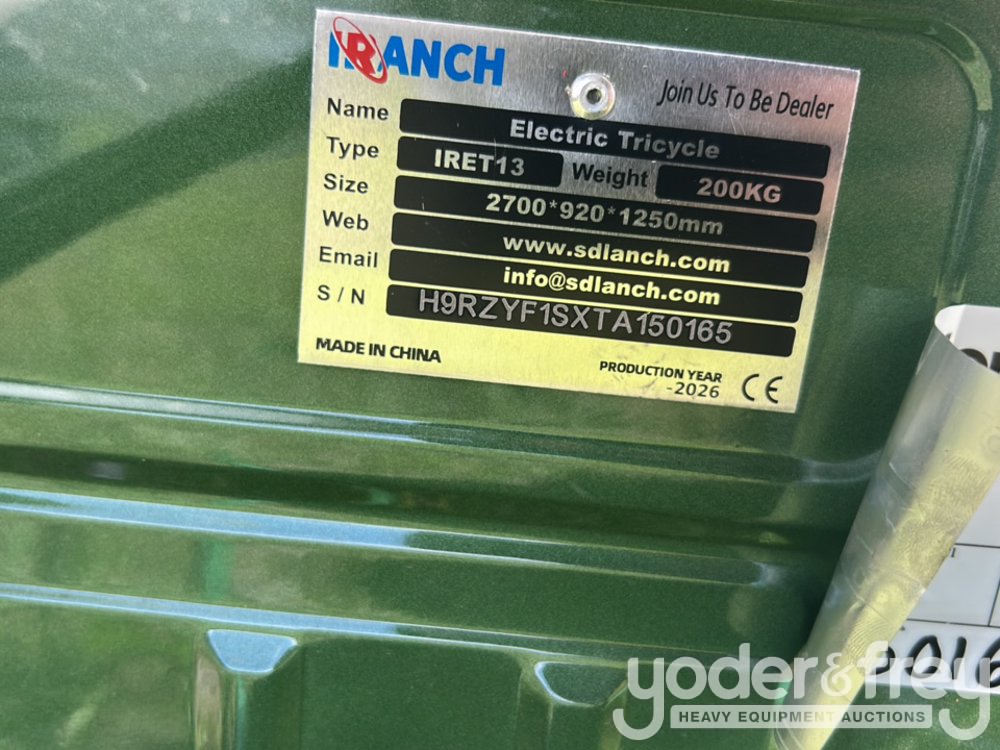 IRANCH
Join Us To Be Dealer
Name Electric Tricycle
Type IRET13 Weight 200KG
Size 2700*920*1250mm
Web www.sdlanch.com
Email info@sdlanch.com
S/N H9RZYF1SXTA150165
MADE IN CHINA
PRODUCTION YEAR
-2026
CE
yoder&frey
HEAVY EQUIPMENT AUCTIONS